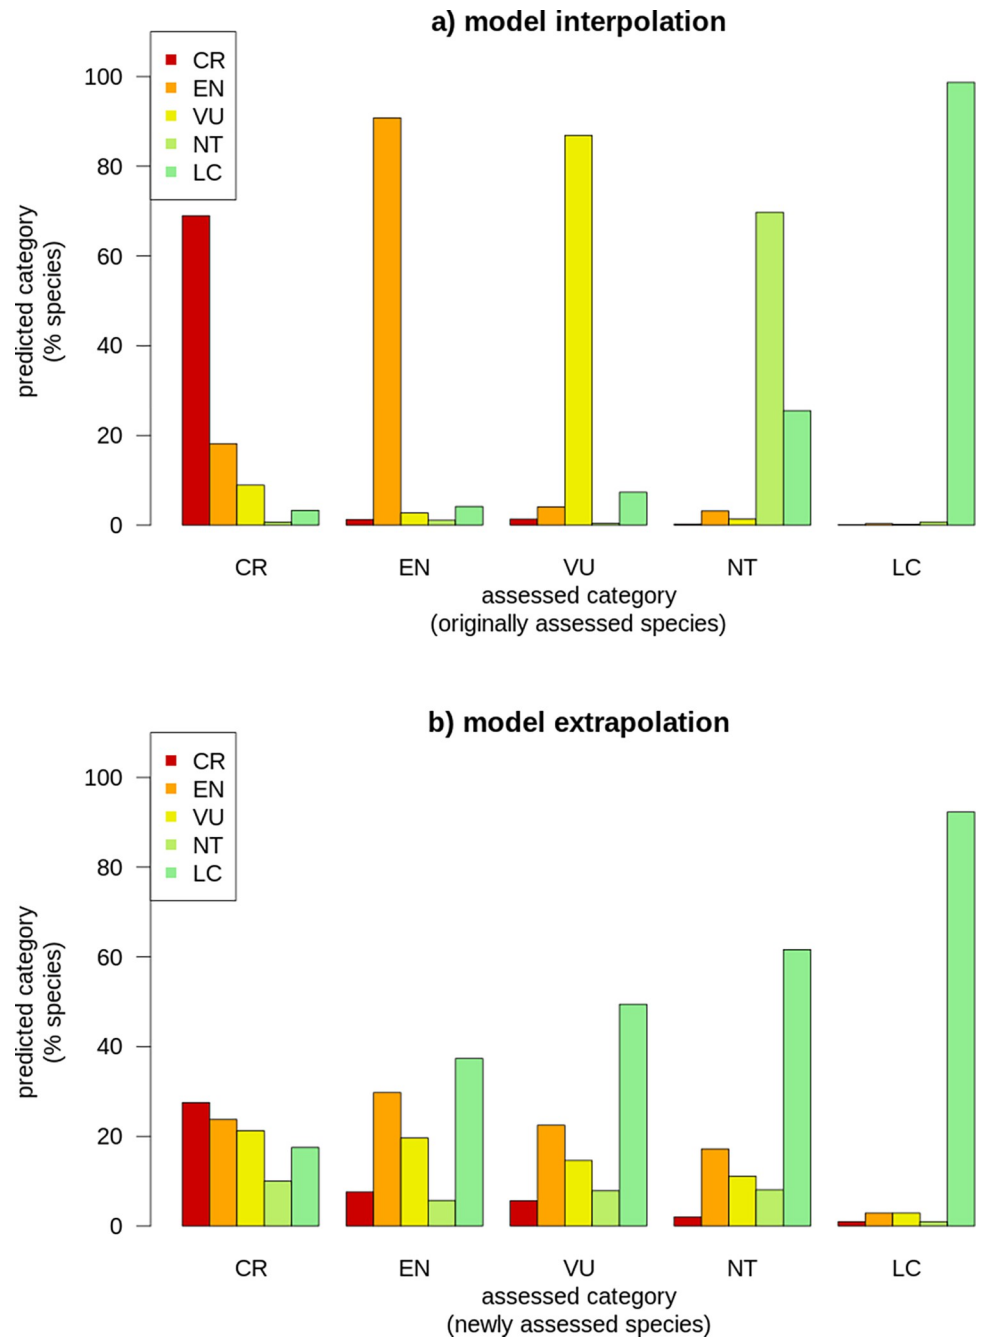 a) model interpolation
CR
EN
VU
NT
LC
100
80
60
40
20
0
predicted category
(% species)
CR EN VU NT LC
assessed category
(originally assessed species)
b) model extrapolation
CR
EN
VU
NT
LC
100
80
60
40
20
0
predicted category
(% species)
CR EN VU NT LC
assessed category
(newly assessed species)